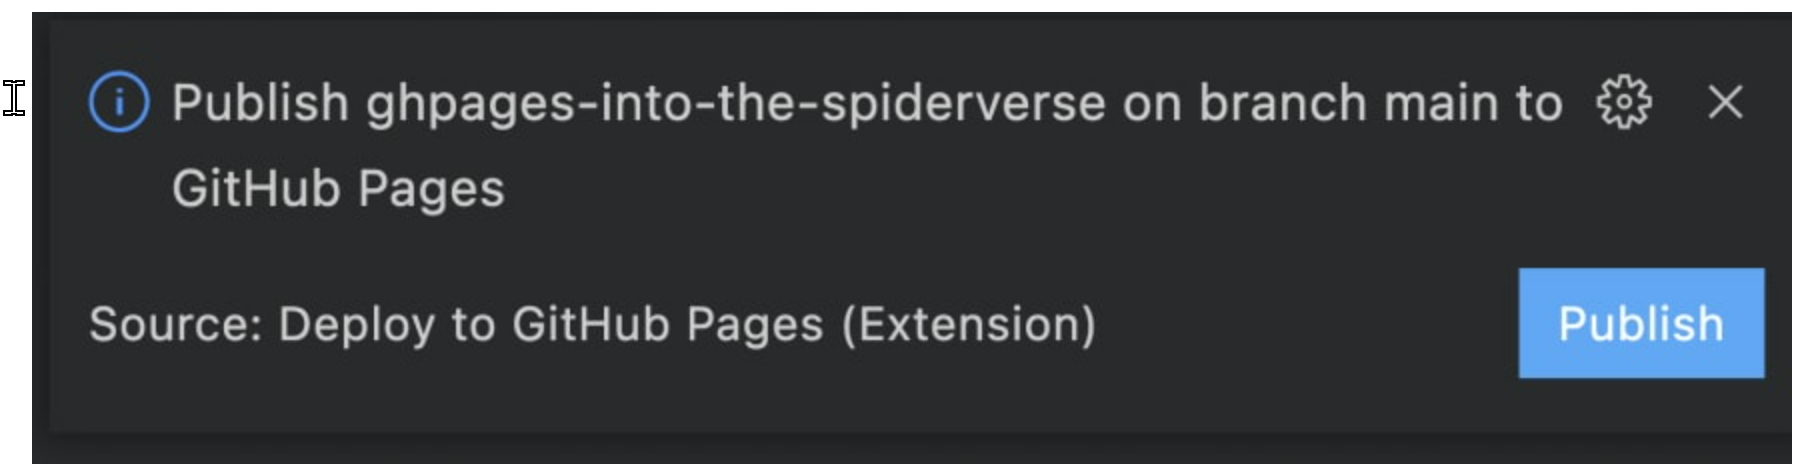 Publish ghpages-into-the-spiderverse on branch main to
GitHub Pages
Source: Deploy to GitHub Pages (Extension)
Publish